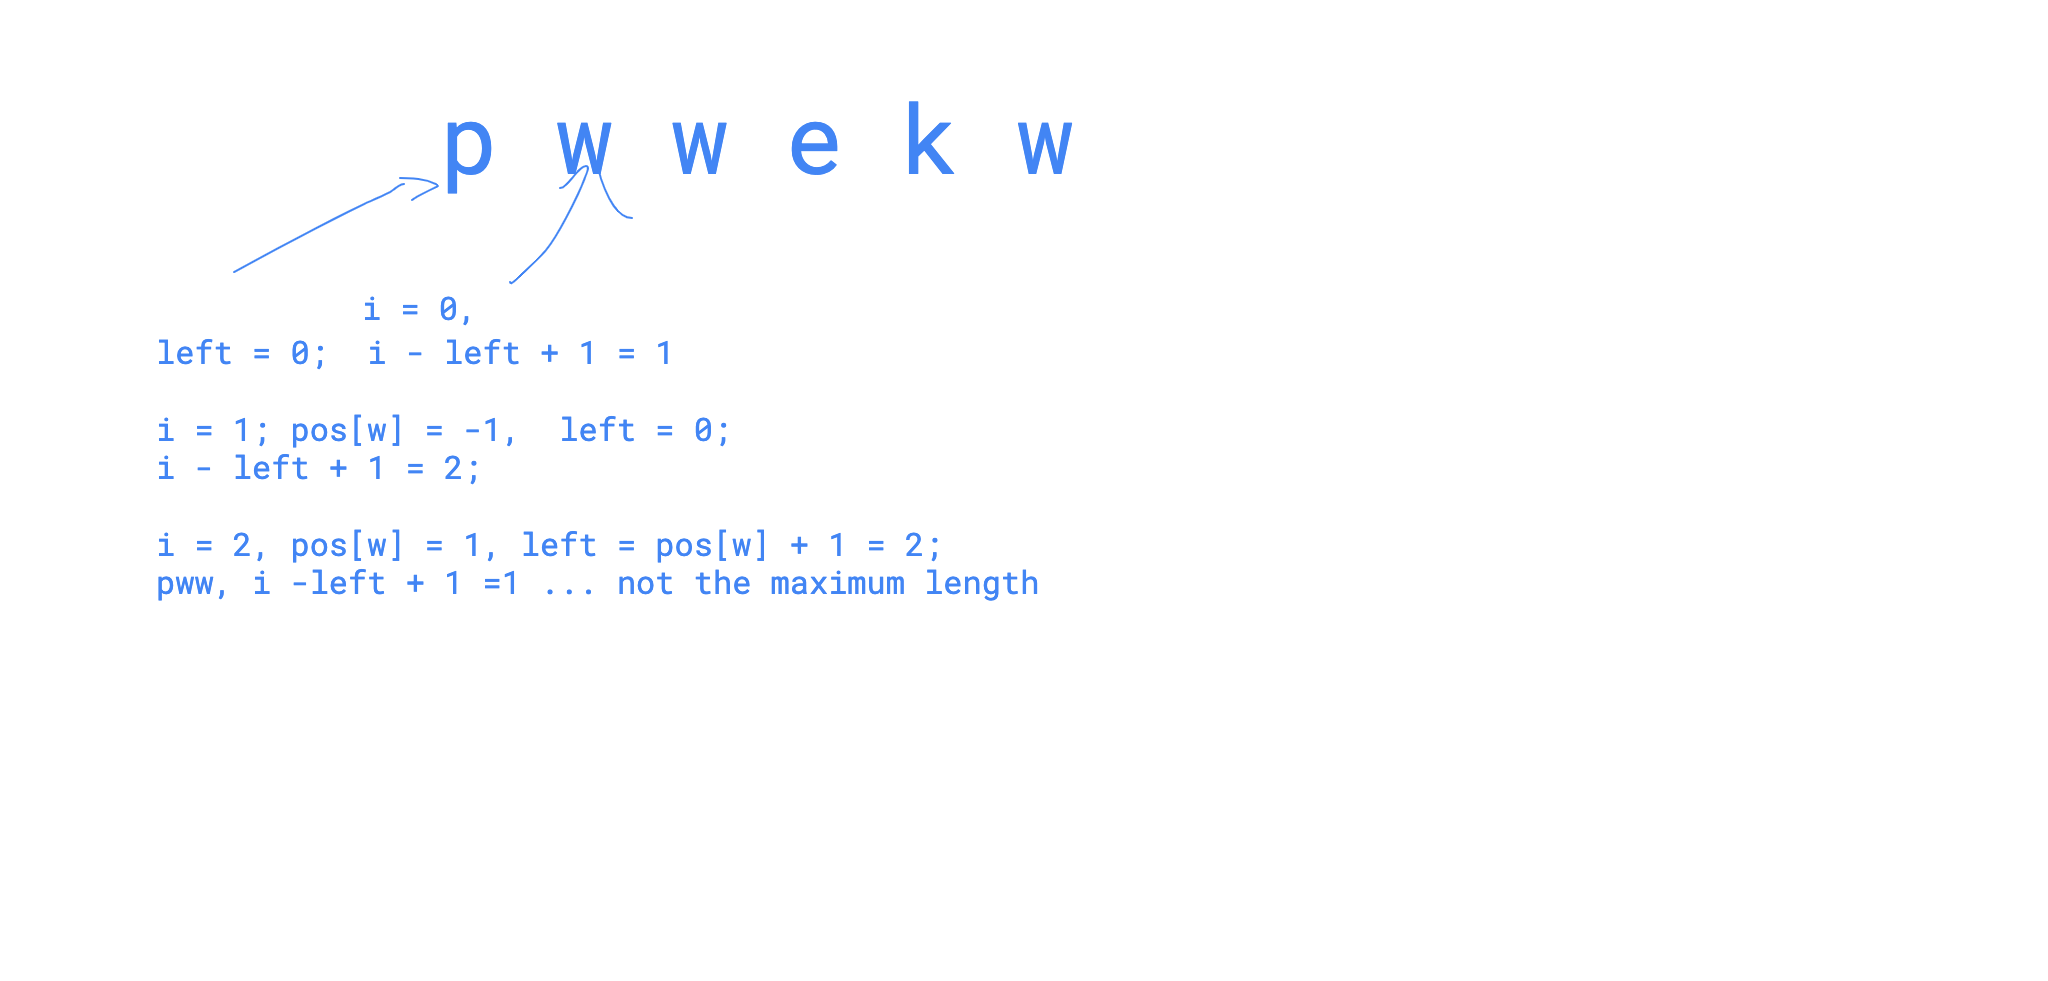 p w w e k w
i = 0,
left = 0;  i - left + 1 = 1
i = 1; pos[w] = -1,  left = 0;
i - left + 1 = 2;
i = 2, pos[w] = 1, left = pos[w] + 1 = 2;
pww, i -left + 1 =1 ... not the maximum length